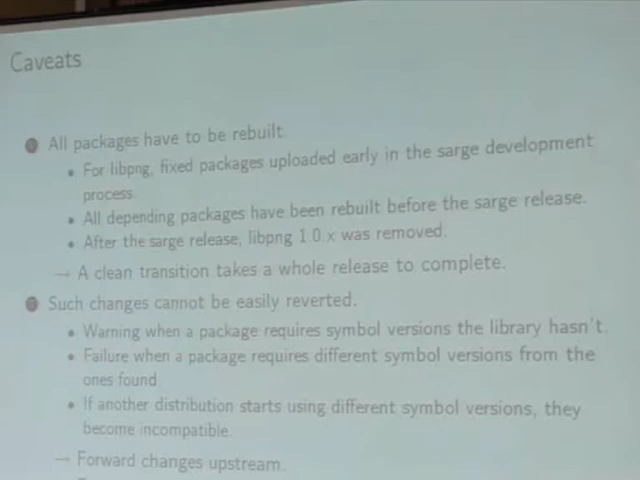 Caveats
All packages have to be rebuilt.
• For libpng, fixed packages uploaded early in the sarge development
process.
• All depending packages have been rebuilt before the sarge release.
• After the sarge release, libpng 1.0.x was removed.
→ A clean transition takes a whole release to complete.
Such changes cannot be easily reverted.
• Warning when a package requires symbol versions the library hasn't.
• Failure when a package requires different symbol versions from the
ones found.
• If another distribution starts using different symbol versions, they
become incompatible.
→ Forward changes upstream.